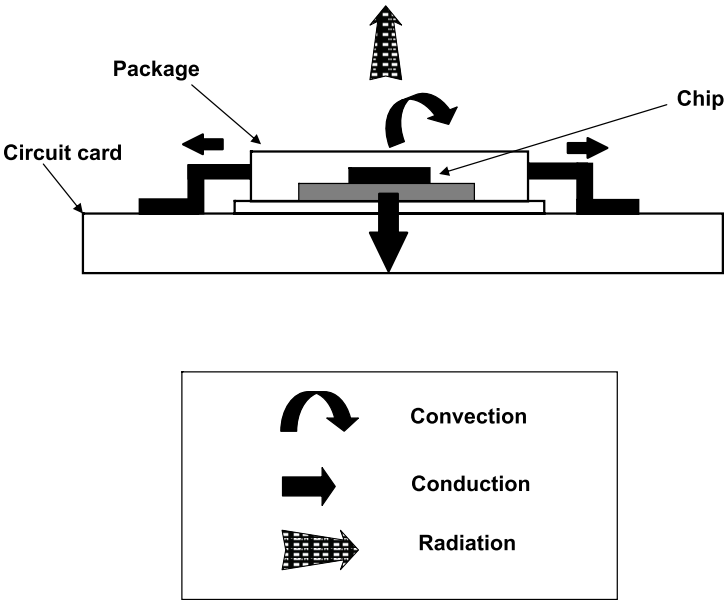 Package
Chip
Circuit card
Convection
Conduction
Radiation